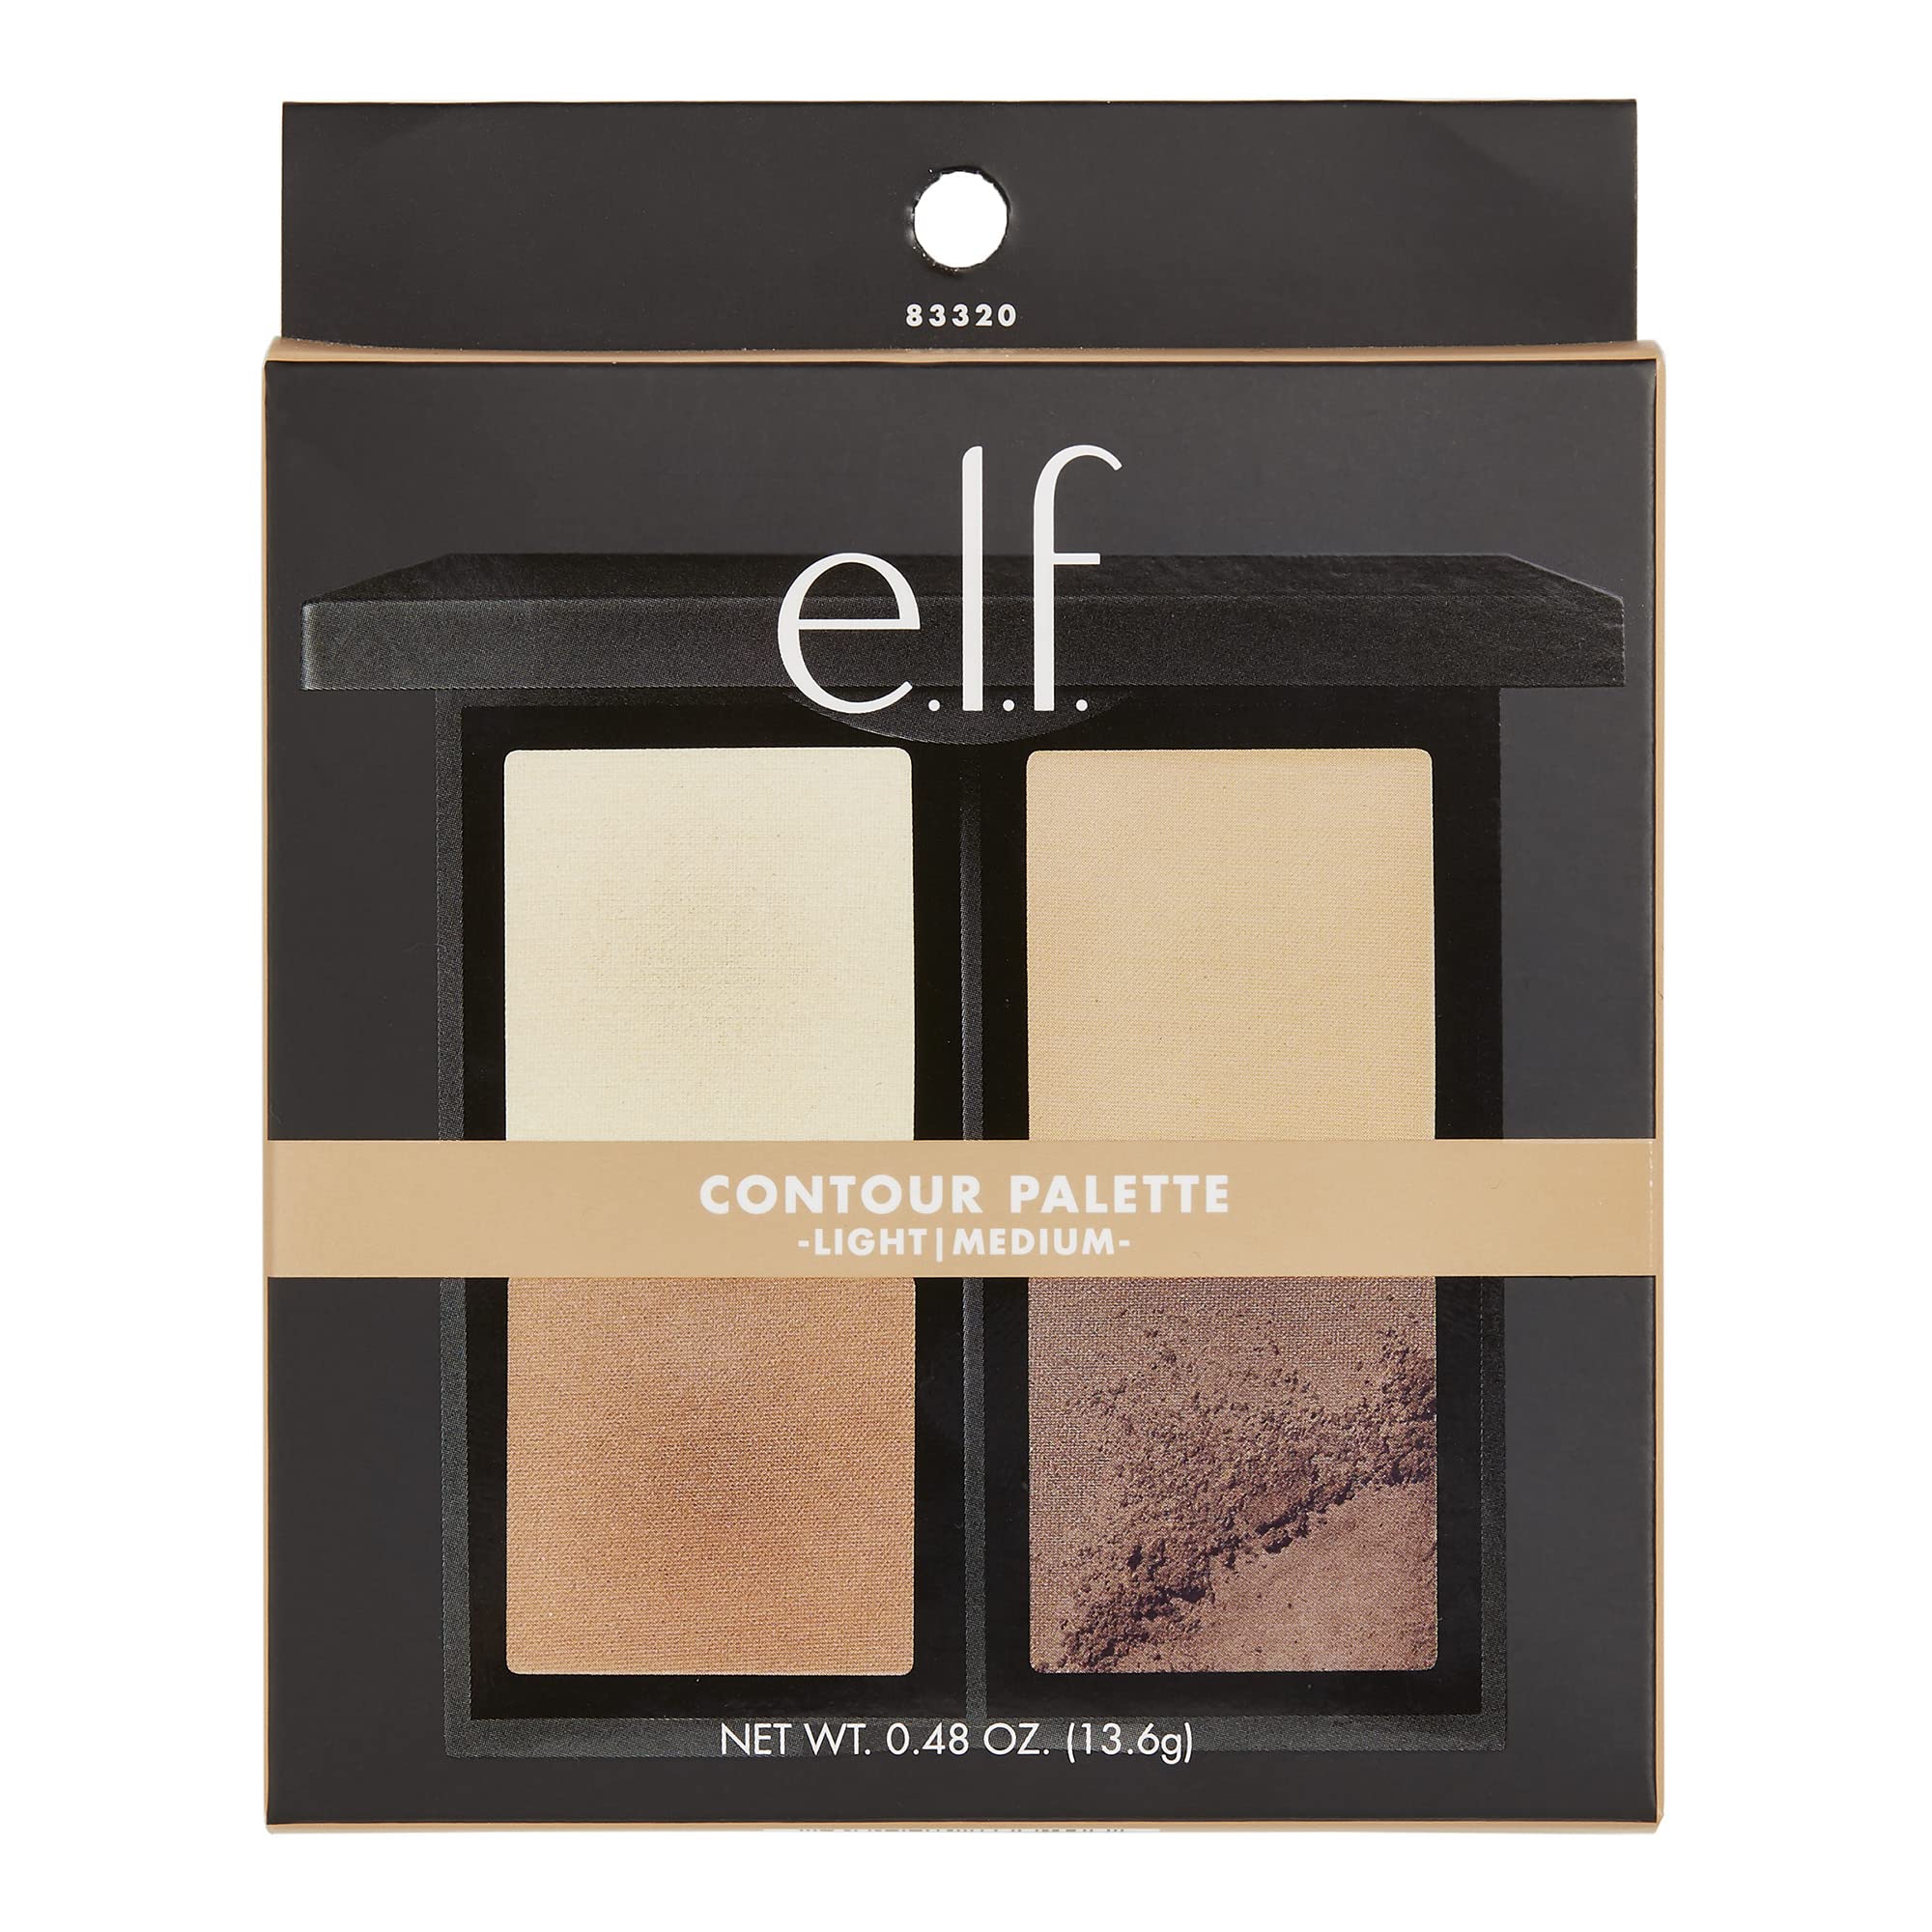 83320
e.l.f.
CONTOUR PALETTE
-LIGHT|MEDIUM-
NET WT. 0.48 OZ. (13.6g)